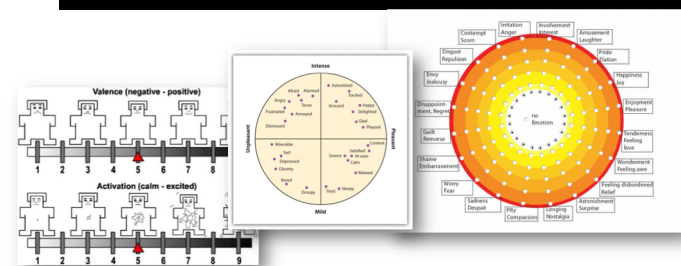 Valence (negative - positive)
1 2 3 4 5 6 7 8
Activation (calm - excited)
1 2 3 4 5 6 7 8 9
Intense
Unpleasant
Pleasant
Mild
Astonished
Afraid Alarmed
Excited
Angry
Tense
Amused
Happy
Frustrated
Annoyed
Delighted
Distressed
Glad
Pleased
Miserable
Content
Sad
Satisfied
Depressed
Serene At ease
Calm
Gloomy
Relaxed
Bored
Droopy
Tired
Sleepy
Irritation
Anger
Involvement
Interest
Contempt
Scorn
Amusement
Laughter
Disgust
Repulsion
Pride
Elation
Envy
Jealousy
Happiness
Joy
Disappoint-
ment, Regret
Enjoyment
Pleasure
no
Emotion
Guilt
Remorse
Tenderness
Feeling
love
Shame
Embarrassment
Wonderment
Feeling awe
Worry
Fear
Feeling disburdened
Relief
Sadness
Despair
Astonishment
Surprise
Pity
Compassion
Longing
Nostalgia